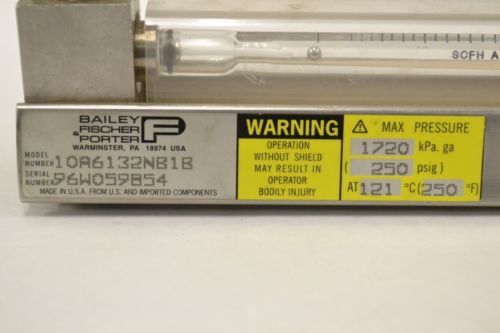 SCFH A
BAILEY
FISCHER
& PORTER
WARMINSTER, PA 18974 USA
MODEL
NUMBER 10A6132NB1B
SERIAL
NUMBER 96W059854
MADE IN U.S.A. FROM U.S. AND IMPORTED COMPONENTS
FP
WARNING
OPERATION
WITHOUT SHIELD
MAY RESULT IN
OPERATOR
BODILY INJURY
MAX PRESSURE
1720 kPa. ga
( 250 psig)
AT 121 °C (250 °F)